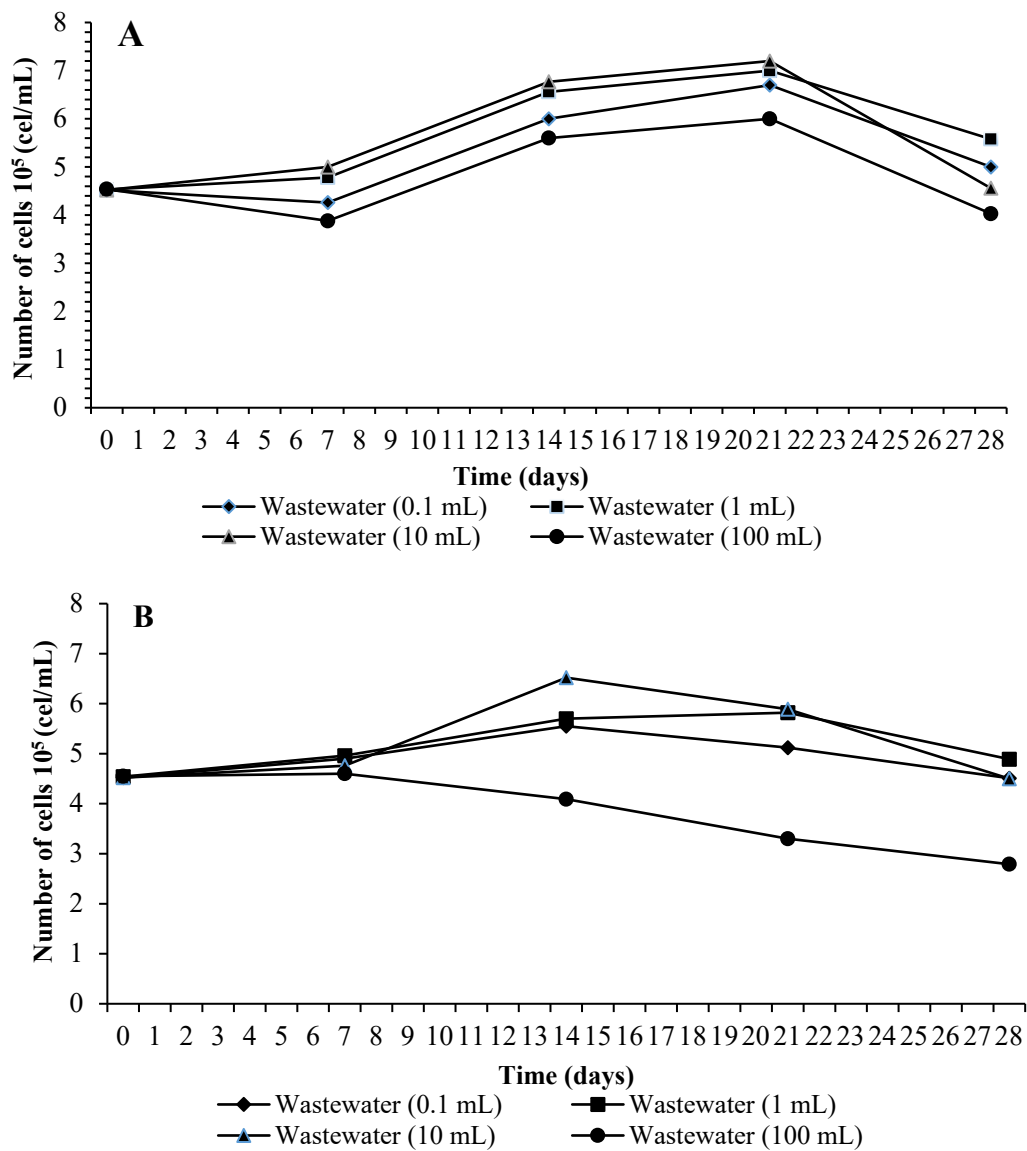 A
Number of cells 10⁵ (cel/mL)
8
7
6
5
4
3
2
1
0
0 1 2 3 4 5 6 7 8 9 10 11 12 13 14 15 16 17 18 19 20 21 22 23 24 25 26 27 28
Time (days)
Wastewater (0.1 mL) Wastewater (1 mL)
Wastewater (10 mL) Wastewater (100 mL)
B
Number of cells 10⁵ (cel/mL)
8
7
6
5
4
3
2
1
0
0 1 2 3 4 5 6 7 8 9 10 11 12 13 14 15 16 17 18 19 20 21 22 23 24 25 26 27 28
Time (days)
Wastewater (0.1 mL) Wastewater (1 mL)
Wastewater (10 mL) Wastewater (100 mL)